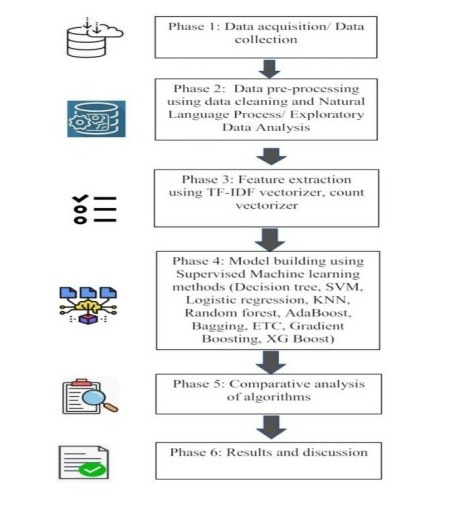 Phase 1: Data acquisition/ Data
collection
Phase 2:  Data pre-processing
using data cleaning and Natural
Language Process/ Exploratory
Data Analysis
Phase 3: Feature extraction
using TF-IDF vectorizer, count
vectorizer
Phase 4: Model building using
Supervised Machine learning
methods (Decision tree, SVM,
Logistic regression, KNN,
Random forest, AdaBoost,
Bagging, ETC, Gradient
Boosting, XG Boost)
Phase 5: Comparative analysis
of algorithms
Phase 6: Results and discussion